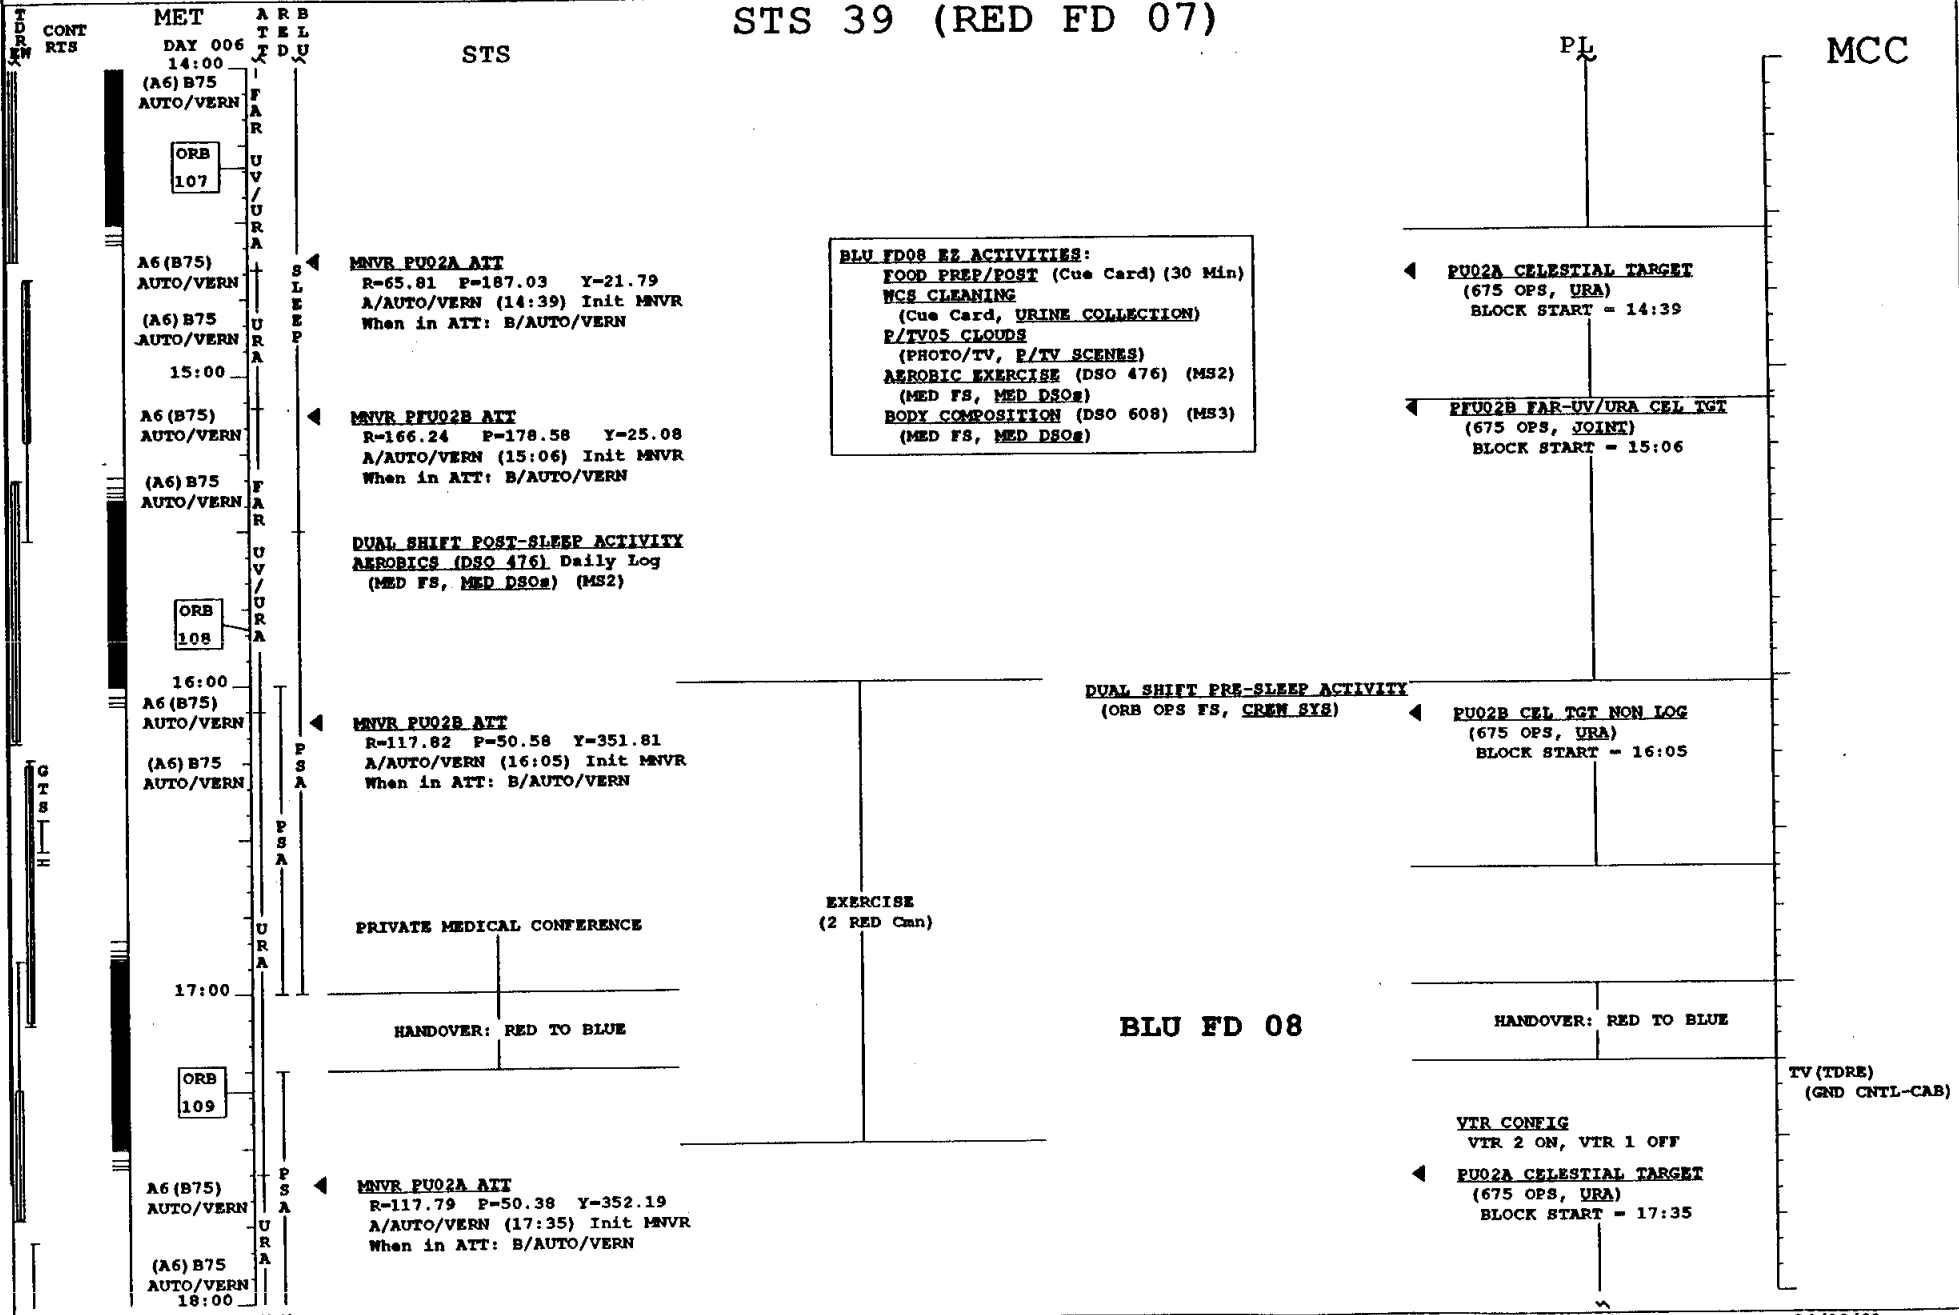 STS 39 (RED FD 07)
TDRS
E W
CONT
RTS
MET
DAY 006
ATT
RED
BLU
STS
PL
MCC
14:00
(A6) B75
AUTO/VERN
FAR UV/URA
ORB
107
SLEEP
A6 (B75)
AUTO/VERN
MNVR PU02A ATT
R=65.81 P=187.03 Y=21.79
A/AUTO/VERN (14:39) Init MNVR
When in ATT: B/AUTO/VERN
BLU FD08 EZ ACTIVITIES:
FOOD PREP/POST (Cue Card) (30 Min)
WCS CLEANING
(Cue Card, URINE COLLECTION)
P/TV05 CLOUDS
(PHOTO/TV, P/TV SCENES)
AEROBIC EXERCISE (DSO 476) (MS2)
(MED FS, MED DSOs)
BODY COMPOSITION (DSO 608) (MS3)
(MED FS, MED DSOs)
PU02A CELESTIAL TARGET
(675 OPS, URA)
BLOCK START = 14:39
(A6) B75
AUTO/VERN
URA
15:00
A6 (B75)
AUTO/VERN
MNVR PFU02B ATT
R=166.24 P=178.58 Y=25.08
A/AUTO/VERN (15:06) Init MNVR
When in ATT: B/AUTO/VERN
PFU02B FAR-UV/URA CEL TGT
(675 OPS, JOINT)
BLOCK START = 15:06
(A6) B75
AUTO/VERN
FAR UV/URA
DUAL SHIFT POST-SLEEP ACTIVITY
AEROBICS (DSO 476) Daily Log
(MED FS, MED DSOs) (MS2)
ORB
108
16:00
DUAL SHIFT PRE-SLEEP ACTIVITY
(ORB OPS FS, CREW SYS)
A6 (B75)
AUTO/VERN
MNVR PU02B ATT
R=117.82 P=50.58 Y=351.81
A/AUTO/VERN (16:05) Init MNVR
When in ATT: B/AUTO/VERN
PU02B CEL TGT NON LOG
(675 OPS, URA)
BLOCK START = 16:05
(A6) B75
AUTO/VERN
PSA
GTS
PSA
EXERCISE
(2 RED Cmn)
URA
PRIVATE MEDICAL CONFERENCE
17:00
HANDOVER: RED TO BLUE
BLU FD 08
HANDOVER: RED TO BLUE
ORB
109
TV (TDRE)
(GND CNTL-CAB)
VTR CONFIG
VTR 2 ON, VTR 1 OFF
A6 (B75)
AUTO/VERN
PSA
MNVR PU02A ATT
R=117.79 P=50.38 Y=352.19
A/AUTO/VERN (17:35) Init MNVR
When in ATT: B/AUTO/VERN
PU02A CELESTIAL TARGET
(675 OPS, URA)
BLOCK START = 17:35
URA
(A6) B75
AUTO/VERN
18:00